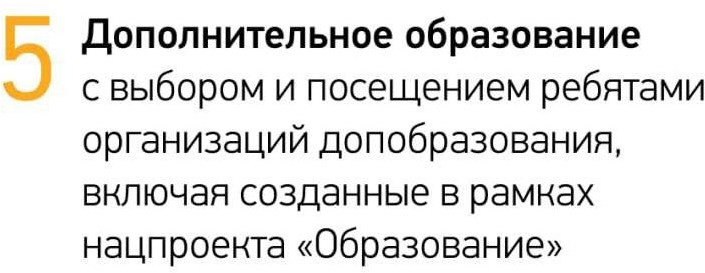 5 Дополнительное образование
с выбором и посещением ребятами
организаций допобразования,
включая созданные в рамках
нацпроекта «Образование»